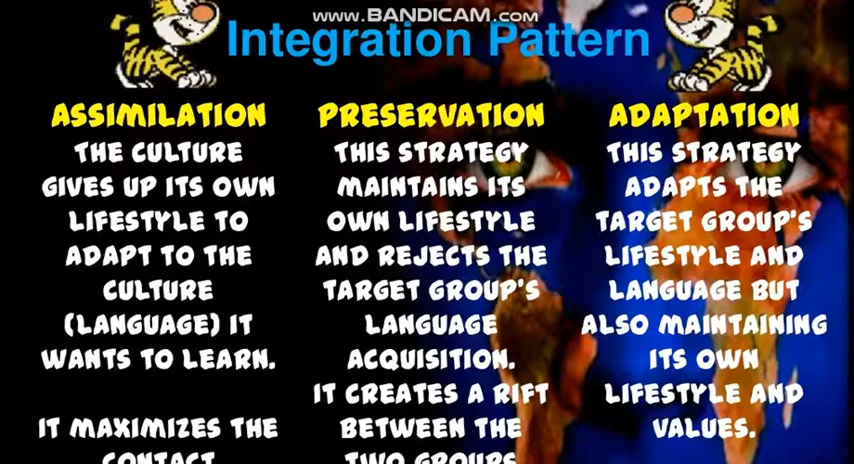 www.BANDICAM.com
Integration Pattern
ASSIMILATION
THE CULTURE
GIVES UP ITS OWN
LIFESTYLE TO
ADAPT TO THE
CULTURE
(LANGUAGE) IT
WANTS TO LEARN.
IT MAXIMIZES THE
CONTACT
PRESERVATION
THIS STRATEGY
MAINTAINS ITS
OWN LIFESTYLE
AND REJECTS THE
TARGET GROUP'S
LANGUAGE
ACQUISITION.
IT CREATES A RIFT
BETWEEN THE
TWO GROUPS
ADAPTATION
THIS STRATEGY
ADAPTS THE
TARGET GROUP'S
LIFESTYLE AND
LANGUAGE BUT
ALSO MAINTAINING
ITS OWN
LIFESTYLE AND
VALUES.